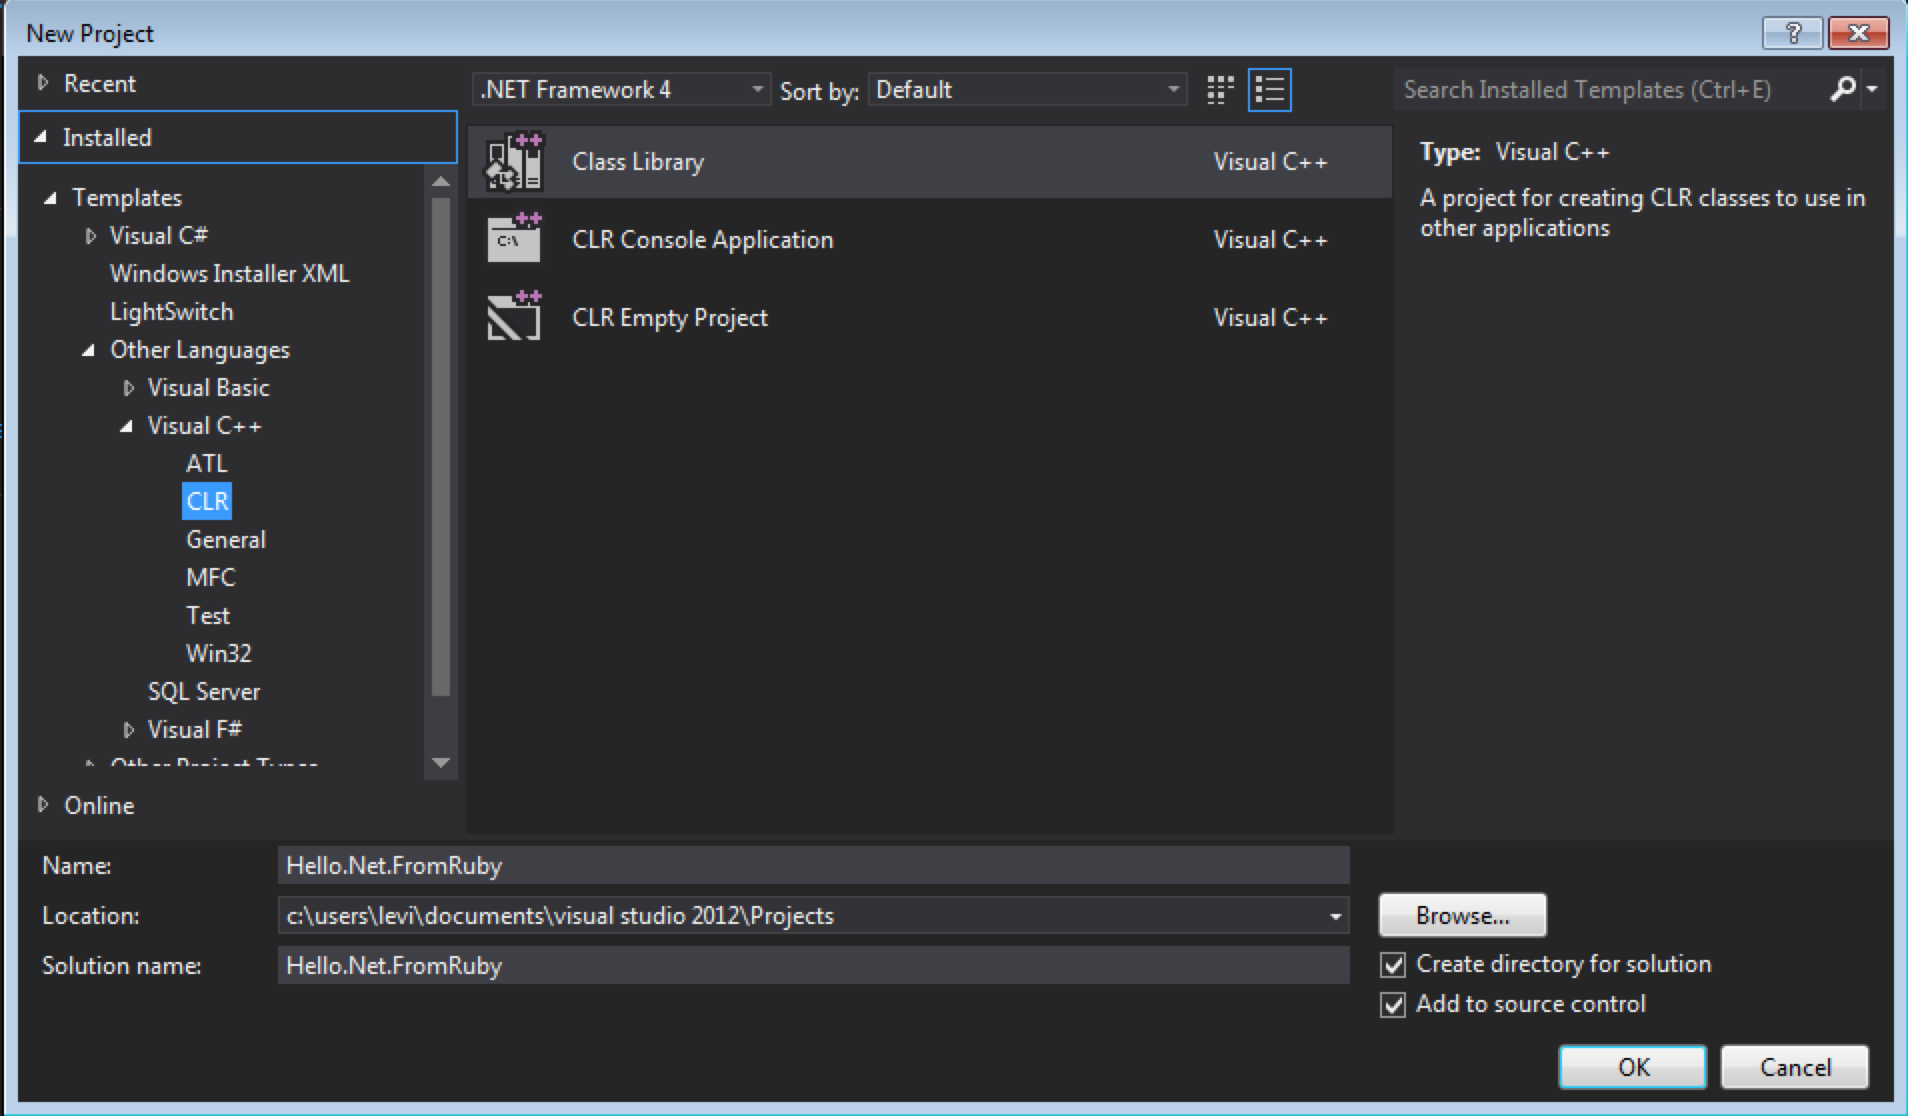 New Project
?
Recent
Installed
Templates
Visual C#
Windows Installer XML
LightSwitch
Other Languages
Visual Basic
Visual C++
ATL
CLR
General
MFC
Test
Win32
SQL Server
Visual F#
Other Project Types
Online
.NET Framework 4
Sort by: Default
Search Installed Templates (Ctrl+E)
Class Library Visual C++
C:\
CLR Console Application Visual C++
CLR Empty Project Visual C++
Type: Visual C++
A project for creating CLR classes to use in
other applications
Name: Hello.Net.FromRuby
Location: c:\users\levi\documents\visual studio 2012\Projects
Browse...
Solution name: Hello.Net.FromRuby
Create directory for solution
Add to source control
OK Cancel